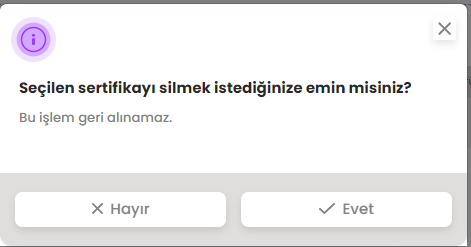 Seçilen sertifikayı silmek istediğinize emin misiniz?
Bu işlem geri alınamaz.
Hayır
Evet